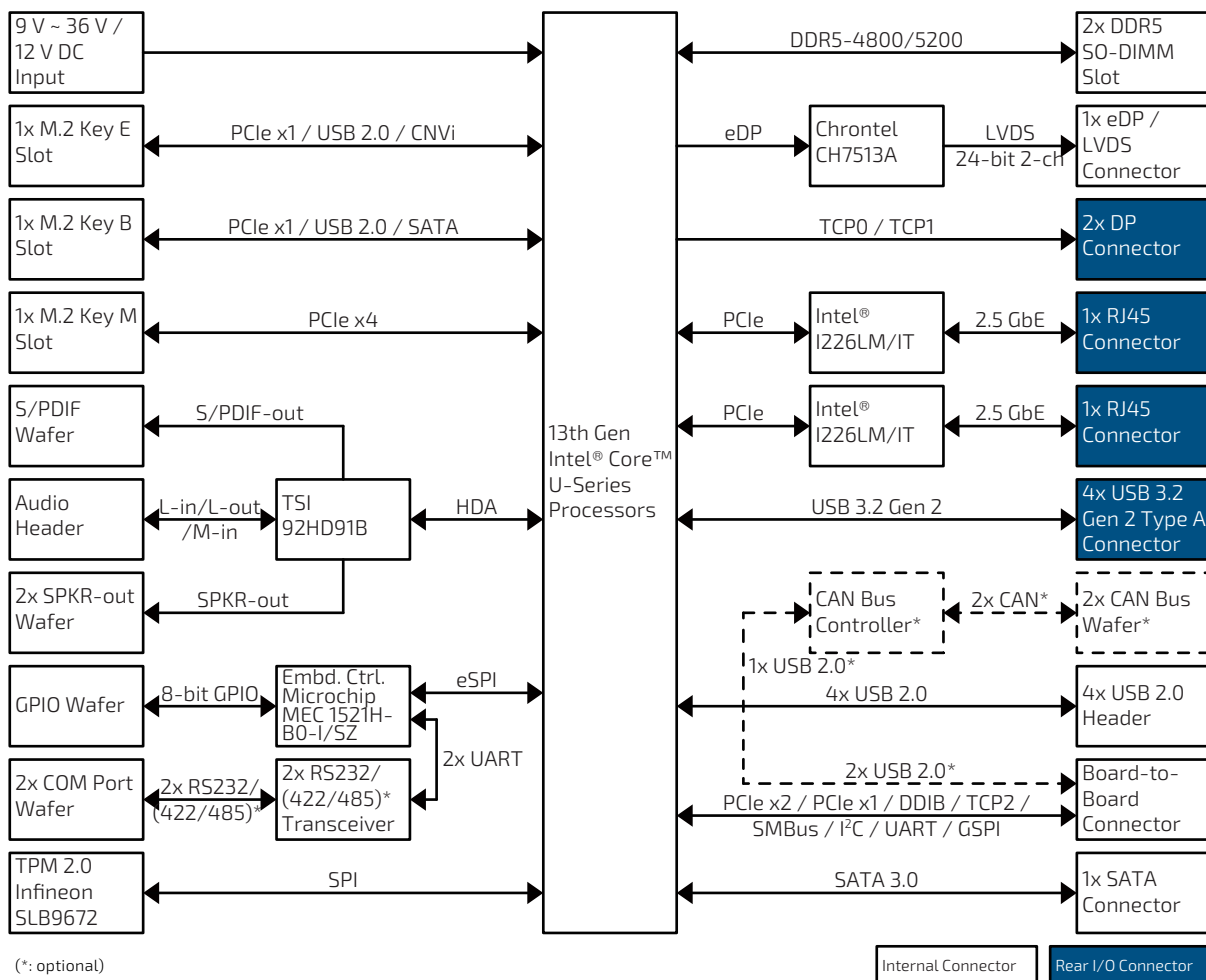 9 V ~ 36 V /
12 V DC
Input
DDR5-4800/5200
2x DDR5
SO-DIMM
Slot
1x M.2 Key E
Slot
PCIe x1 / USB 2.0 / CNVi
eDP
Chrontel
CH7513A
LVDS
24-bit 2-ch
1x eDP /
LVDS
Connector
1x M.2 Key B
Slot
PCIe x1 / USB 2.0 / SATA
TCP0 / TCP1
2x DP
Connector
1x M.2 Key M
Slot
PCIe x4
PCIe
Intel®
I226LM/IT
2.5 GbE
1x RJ45
Connector
S/PDIF
Wafer
S/PDIF-out
13th Gen
Intel® Core™
U-Series
Processors
PCIe
Intel®
I226LM/IT
2.5 GbE
1x RJ45
Connector
Audio
Header
L-in/L-out
/M-in
TSI
92HD91B
HDA
USB 3.2 Gen 2
4x USB 3.2
Gen 2 Type A
Connector
2x SPKR-out
Wafer
SPKR-out
CAN Bus
Controller*
2x CAN*
2x CAN Bus
Wafer*
1x USB 2.0*
GPIO Wafer
8-bit GPIO
Embd. Ctrl.
Microchip
MEC 1521H-
B0-I/SZ
eSPI
4x USB 2.0
4x USB 2.0
Header
2x UART
2x COM Port
Wafer
2x RS232/
(422/485)*
2x RS232/
(422/485)*
Transceiver
2x USB 2.0*
PCIe x2 / PCIe x1 / DDIB / TCP2 /
SMBus / I²C / UART / GSPI
Board-to-
Board
Connector
TPM 2.0
Infineon
SLB9672
SPI
SATA 3.0
1x SATA
Connector
(*: optional)
Internal Connector
Rear I/O Connector